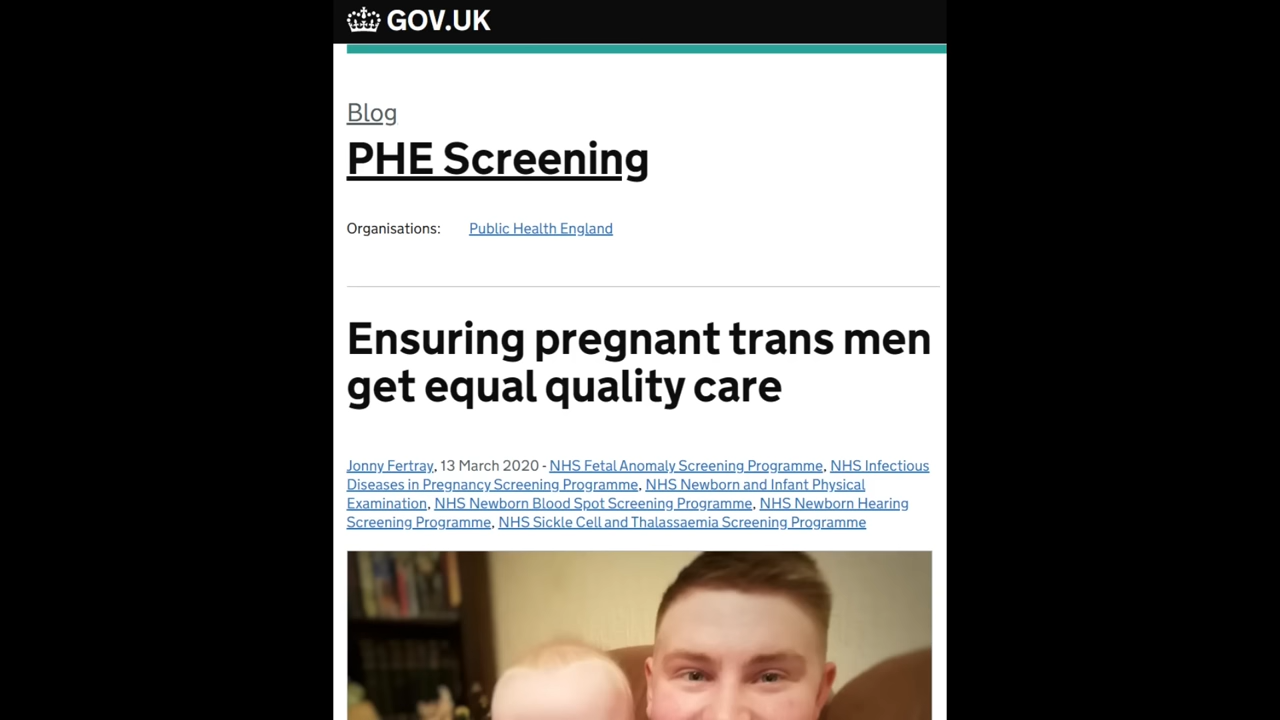 GOV.UK
Blog
PHE Screening
Organisations: Public Health England
Ensuring pregnant trans men
get equal quality care
Jonny Fertray, 13 March 2020 - NHS Fetal Anomaly Screening Programme, NHS Infectious
Diseases in Pregnancy Screening Programme, NHS Newborn and Infant Physical
Examination, NHS Newborn Blood Spot Screening Programme, NHS Newborn Hearing
Screening Programme, NHS Sickle Cell and Thalassaemia Screening Programme